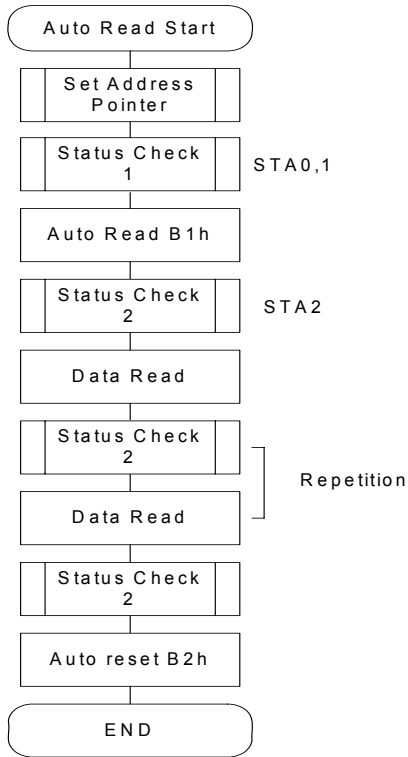 Auto Read Start
Set Address
Pointer
Status Check
1
STA0,1
Auto Read B1h
Status Check
2
STA2
Data Read
Status Check
2
Repetition
Data Read
Status Check
2
Auto reset B2h
END